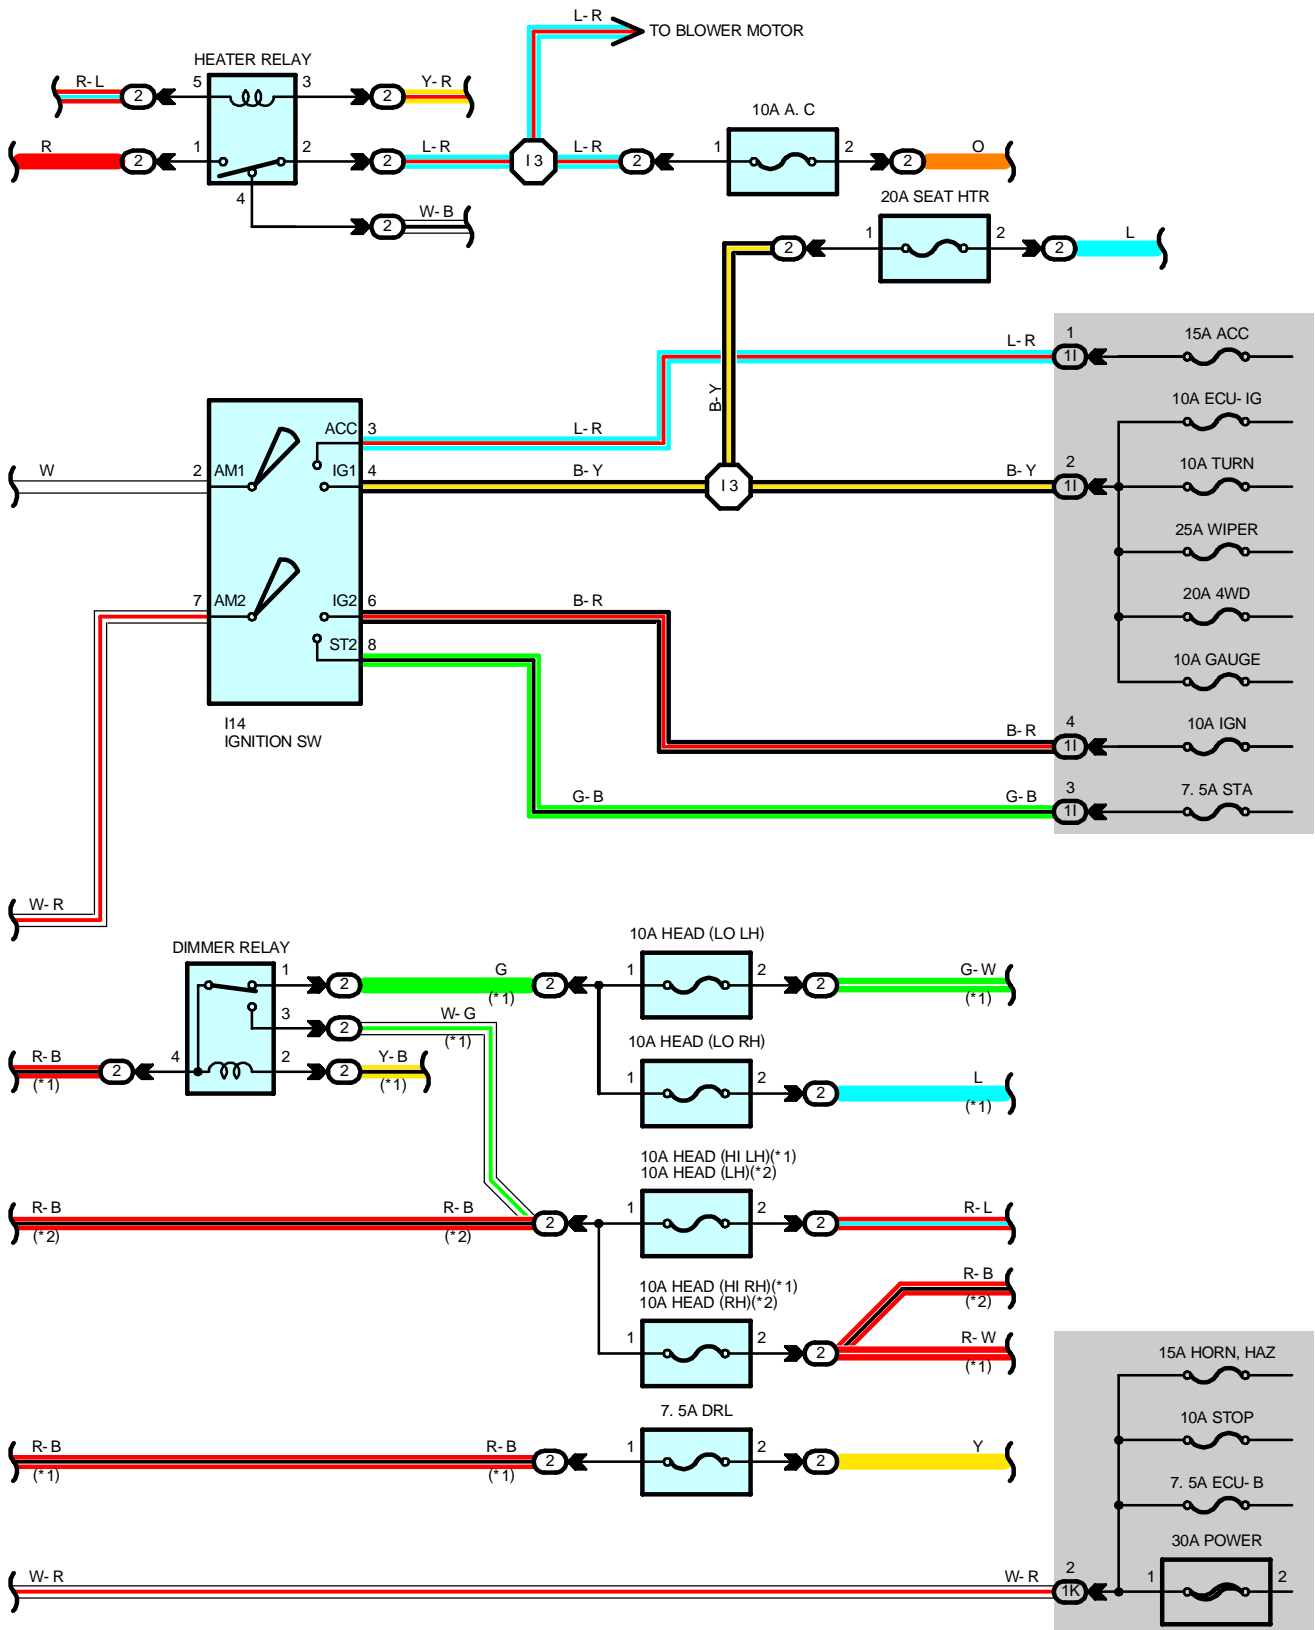 L- R
TO BLOWER MOTOR
HEATER RELAY
R- L
2
5
3
2
Y- R
10A A. C
R
2
1
2
2
L- R
I 3
L- R
2
1
2
2
O
4
2
W- B
20A SEAT HTR
2
1
2
2
L
L- R
1
1I
15A ACC
B- Y
10A ECU- IG
ACC
3
L- R
W
2
AM1
IG1
4
B- Y
I 3
B- Y
2
1I
10A TURN
25A WIPER
7
AM2
IG2
6
B- R
20A 4WD
ST2
8
10A GAUGE
I14
IGNITION SW
B- R
4
1I
10A IGN
G- B
G- B
3
1I
7. 5A STA
W- R
DIMMER RELAY
10A HEAD (LO LH)
1
2
G
(*1)
2
1
2
2
G- W
(*1)
3
2
W- G
(*1)
10A HEAD (LO RH)
R- B
(*1)
2
4
2
2
Y- B
(*1)
1
2
2
L
(*1)
10A HEAD (HI LH)(*1)
10A HEAD (LH)(*2)
R- B
(*2)
R- B
(*2)
2
1
2
2
R- L
10A HEAD (HI RH)(*1)
10A HEAD (RH)(*2)
R- B
(*2)
1
2
2
R- W
(*1)
15A HORN, HAZ
7. 5A DRL
10A STOP
R- B
(*1)
R- B
(*1)
2
1
2
2
Y
7. 5A ECU- B
30A POWER
W- R
W- R
2
1K
1
2